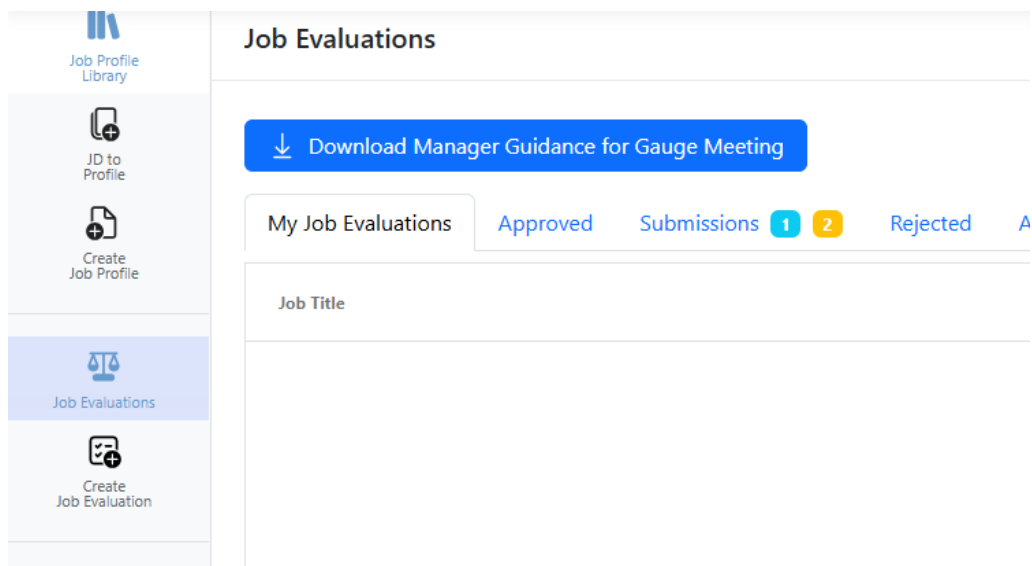 Job Profile
Library
JD to
Profile
Create
Job Profile
Job Evaluations
Create
Job Evaluation
Job Evaluations
Download Manager Guidance for Gauge Meeting
My Job Evaluations Approved Submissions 1 2 Rejected A
Job Title